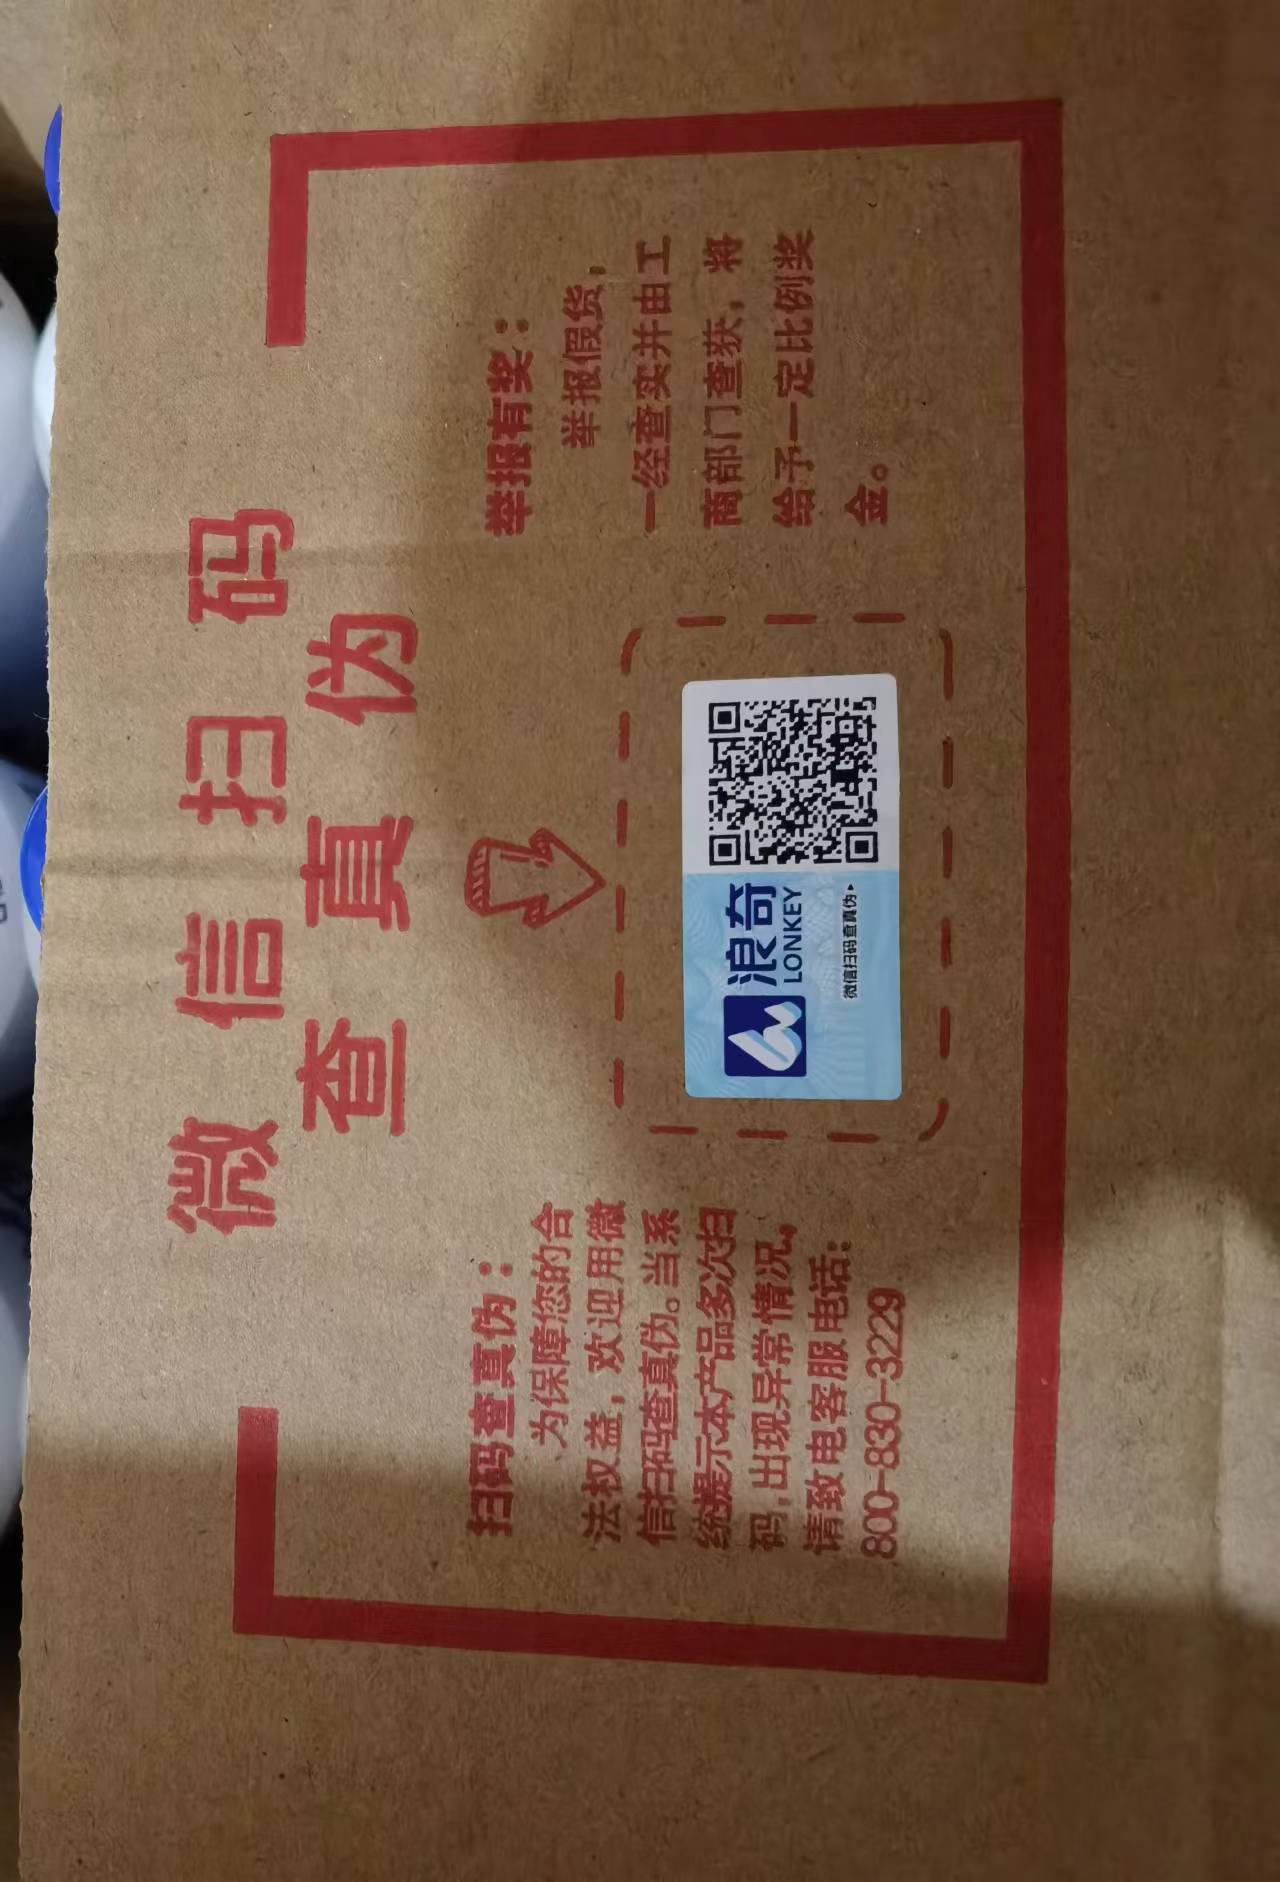 微信扫码
查真伪
扫码查真伪：
为保障您的合
法权益，欢迎用微
信扫码查真伪。当系
统提示本产品多次扫
码，出现异常情况，
请致电客服电话：
800-830-3229
浪奇
LONKEY
微信扫码查真伪
举报有奖：
举报假货，
一经查实并由工
商部门查获，将
给予一定比例奖
金。